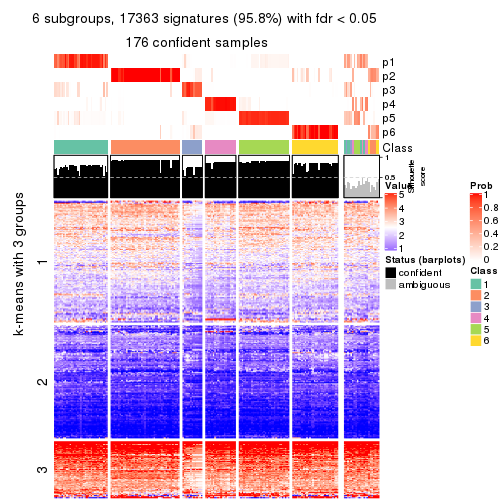 6 subgroups, 17363 signatures (95.8%) with fdr < 0.05
176 confident samples
p1
p2
p3
p4
p5
p6
Class
1
0.5
0
Silhouette
score
k-means with 3 groups
1
2
3
Value
5
4
3
2
1
Status (barplots)
confident
ambiguous
Prob
1
0.8
0.6
0.4
0.2
0
Class
1
2
3
4
5
6